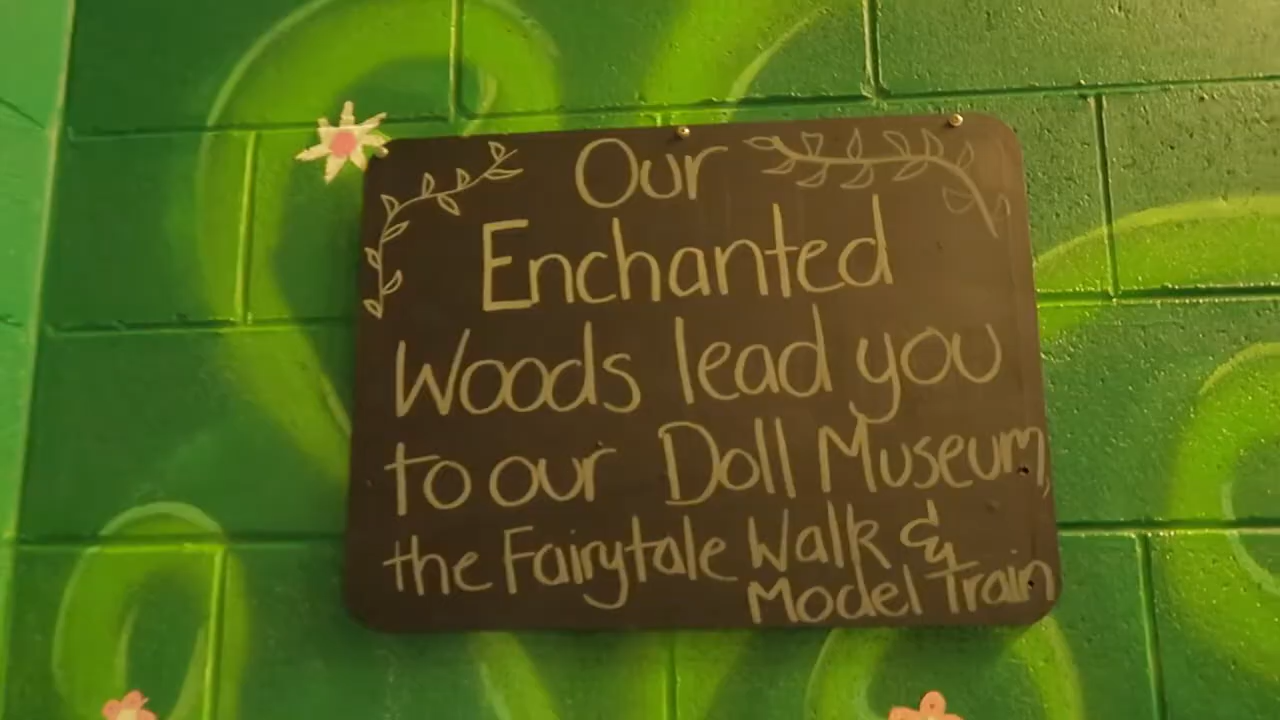 Our
Enchanted
Woods lead you
to our Doll Museum,
the Fairytale Walk &
Model Train